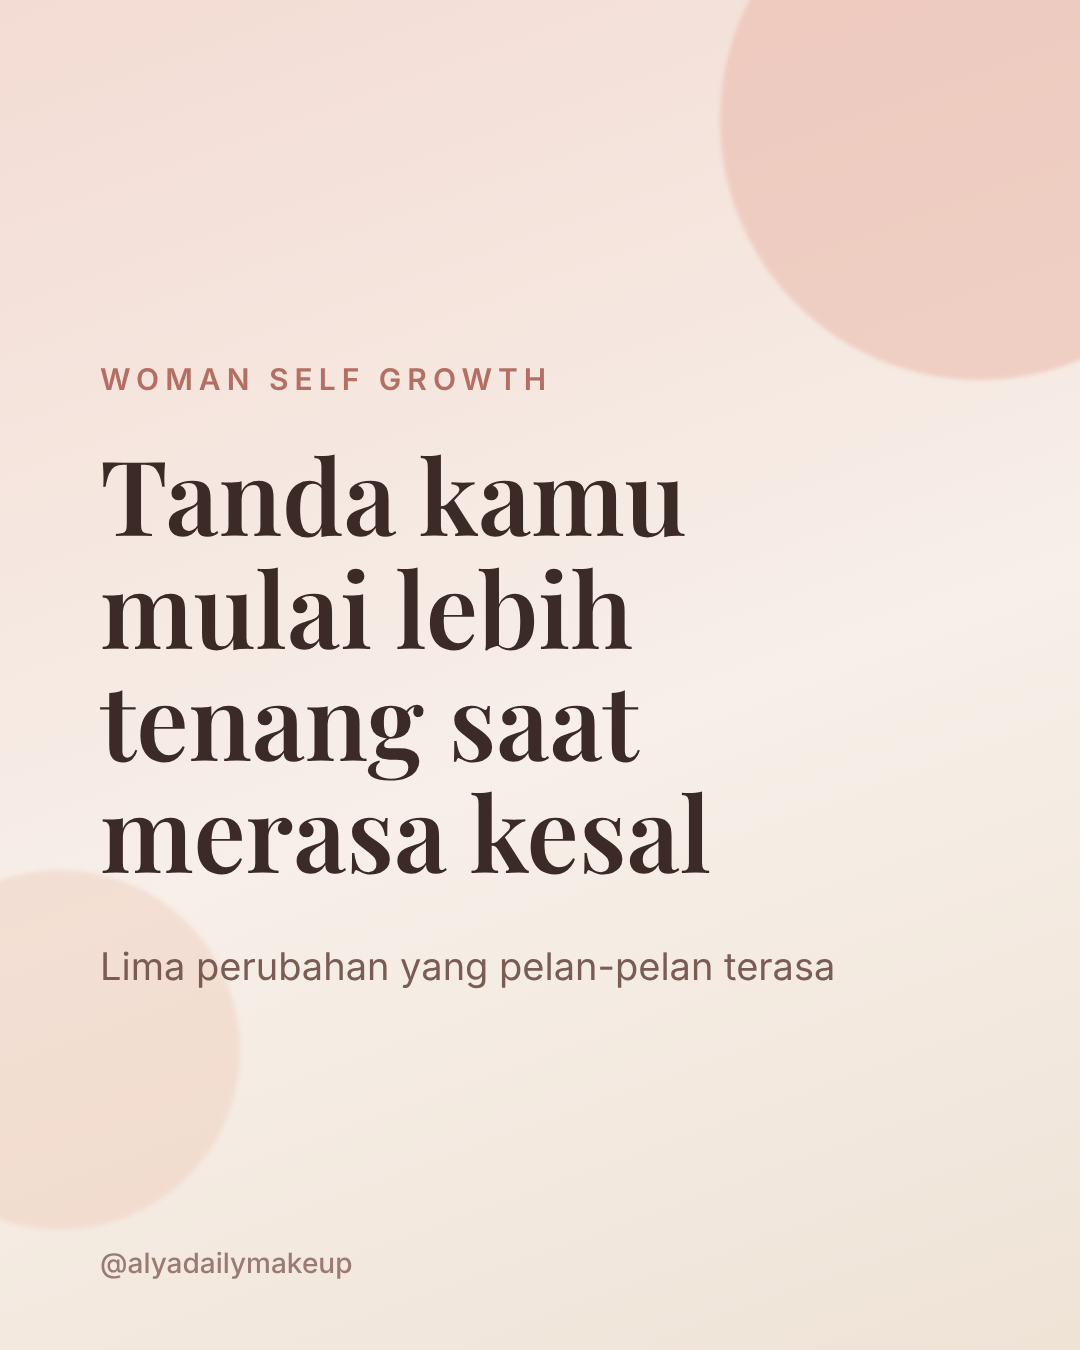 WOMAN SELF GROWTH
Tanda kamu
mulai lebih
tenang saat
merasa kesal
Lima perubahan yang pelan-pelan terasa
@alyadailymakeup